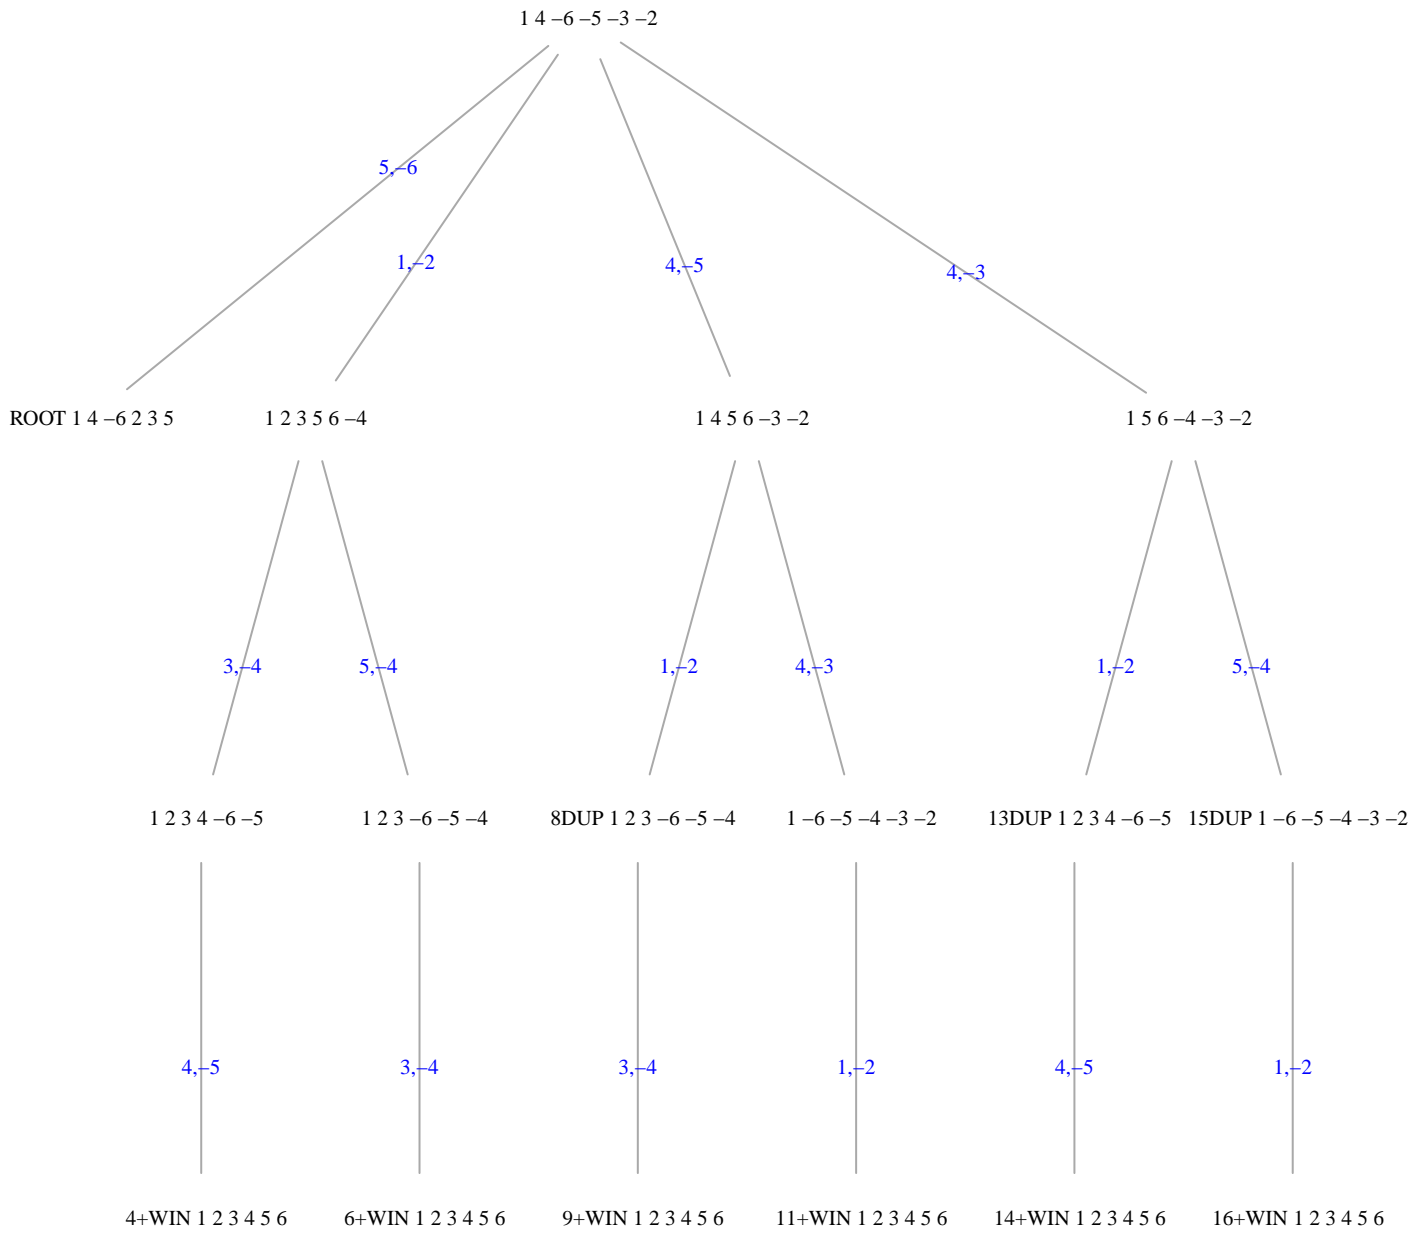 1 4 –6 –5 –3 –2
5,–6
1,–2
4,–5
4,–3
ROOT 1 4 –6 2 3 5
1 2 3 5 6 –4
1 4 5 6 –3 –2
1 5 6 –4 –3 –2
3,–4
5,–4
1,–2
4,–3
1,–2
5,–4
1 2 3 4 –6 –5
1 2 3 –6 –5 –4
8DUP 1 2 3 –6 –5 –4
1 –6 –5 –4 –3 –2
13DUP 1 2 3 4 –6 –5
15DUP 1 –6 –5 –4 –3 –2
4,–5
3,–4
3,–4
1,–2
4,–5
1,–2
4+WIN 1 2 3 4 5 6
6+WIN 1 2 3 4 5 6
9+WIN 1 2 3 4 5 6
11+WIN 1 2 3 4 5 6
14+WIN 1 2 3 4 5 6
16+WIN 1 2 3 4 5 6